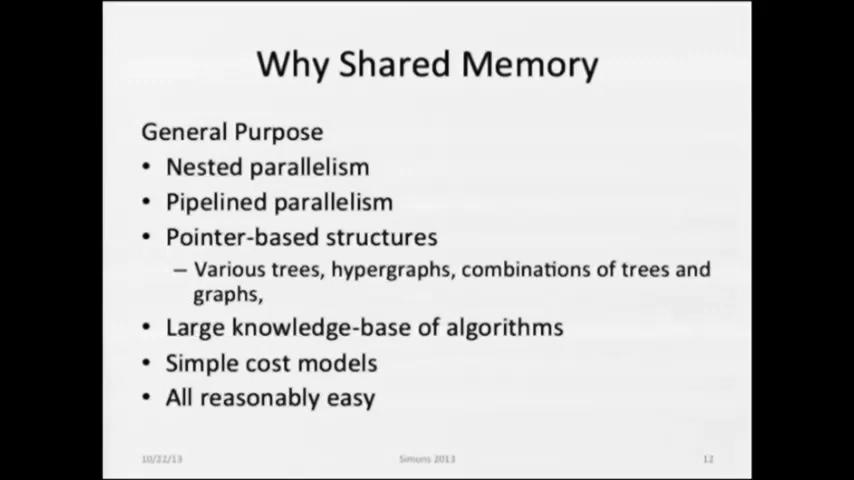 Why Shared Memory
General Purpose
• Nested parallelism
• Pipelined parallelism
• Pointer-based structures
– Various trees, hypergraphs, combinations of trees and
graphs,
• Large knowledge-base of algorithms
• Simple cost models
• All reasonably easy
10/22/13
Simons 2013
12